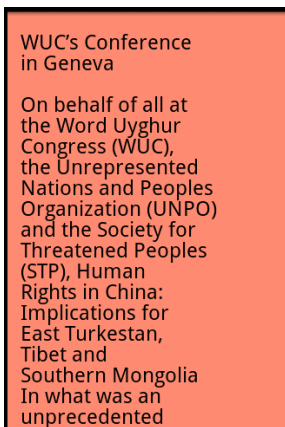 WUC’s Conference
in Geneva
On behalf of all at
the Word Uyghur
Congress (WUC),
the Unrepresented
Nations and Peoples
Organization (UNPO)
and the Society for
Threatened Peoples
(STP), Human
Rights in China:
Implications for
East Turkestan,
Tibet and
Southern Mongolia
In what was an
unprecedented